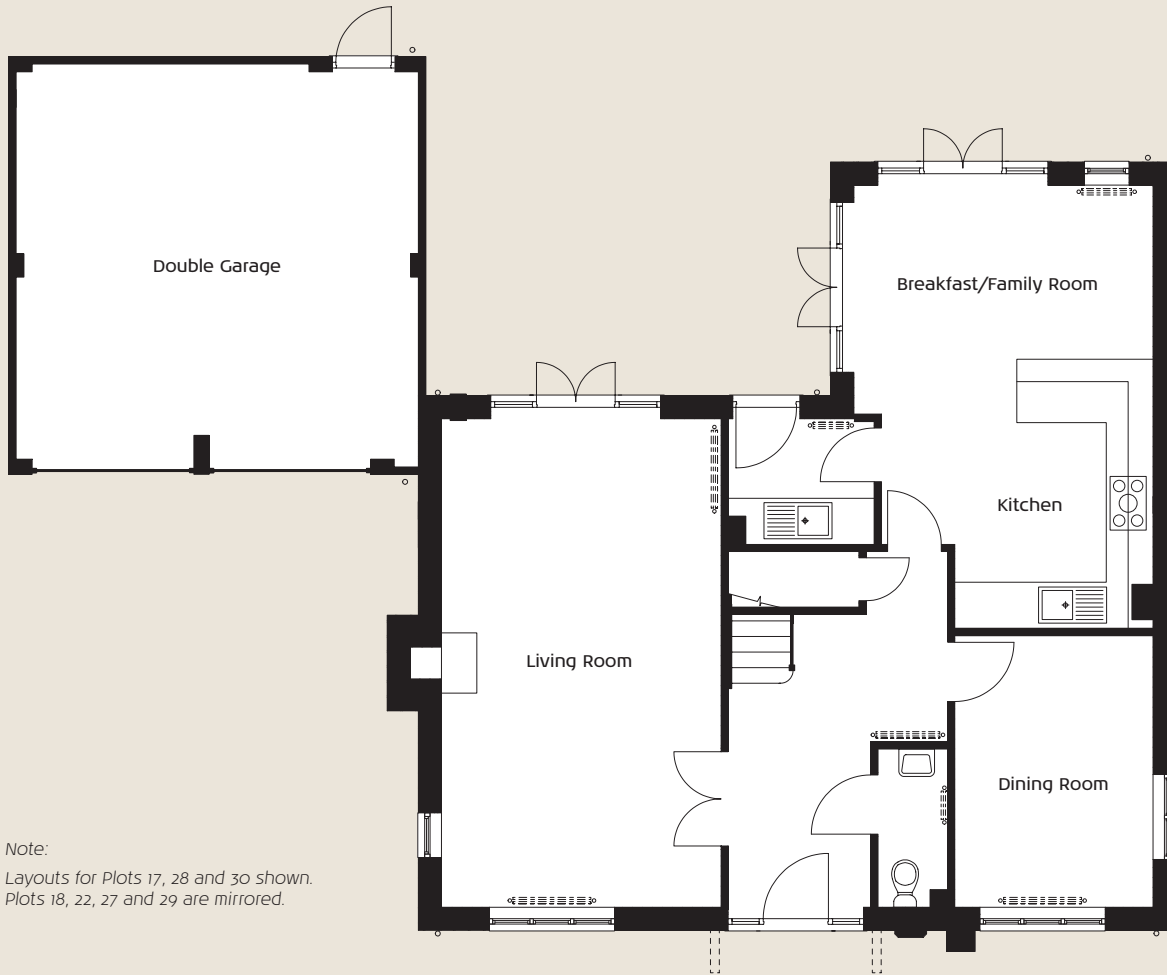 Double Garage
Breakfast/Family Room
Kitchen
Living Room
Dining Room
Note:
Layouts for Plots 17, 28 and 30 shown.
Plots 18, 22, 27 and 29 are mirrored.